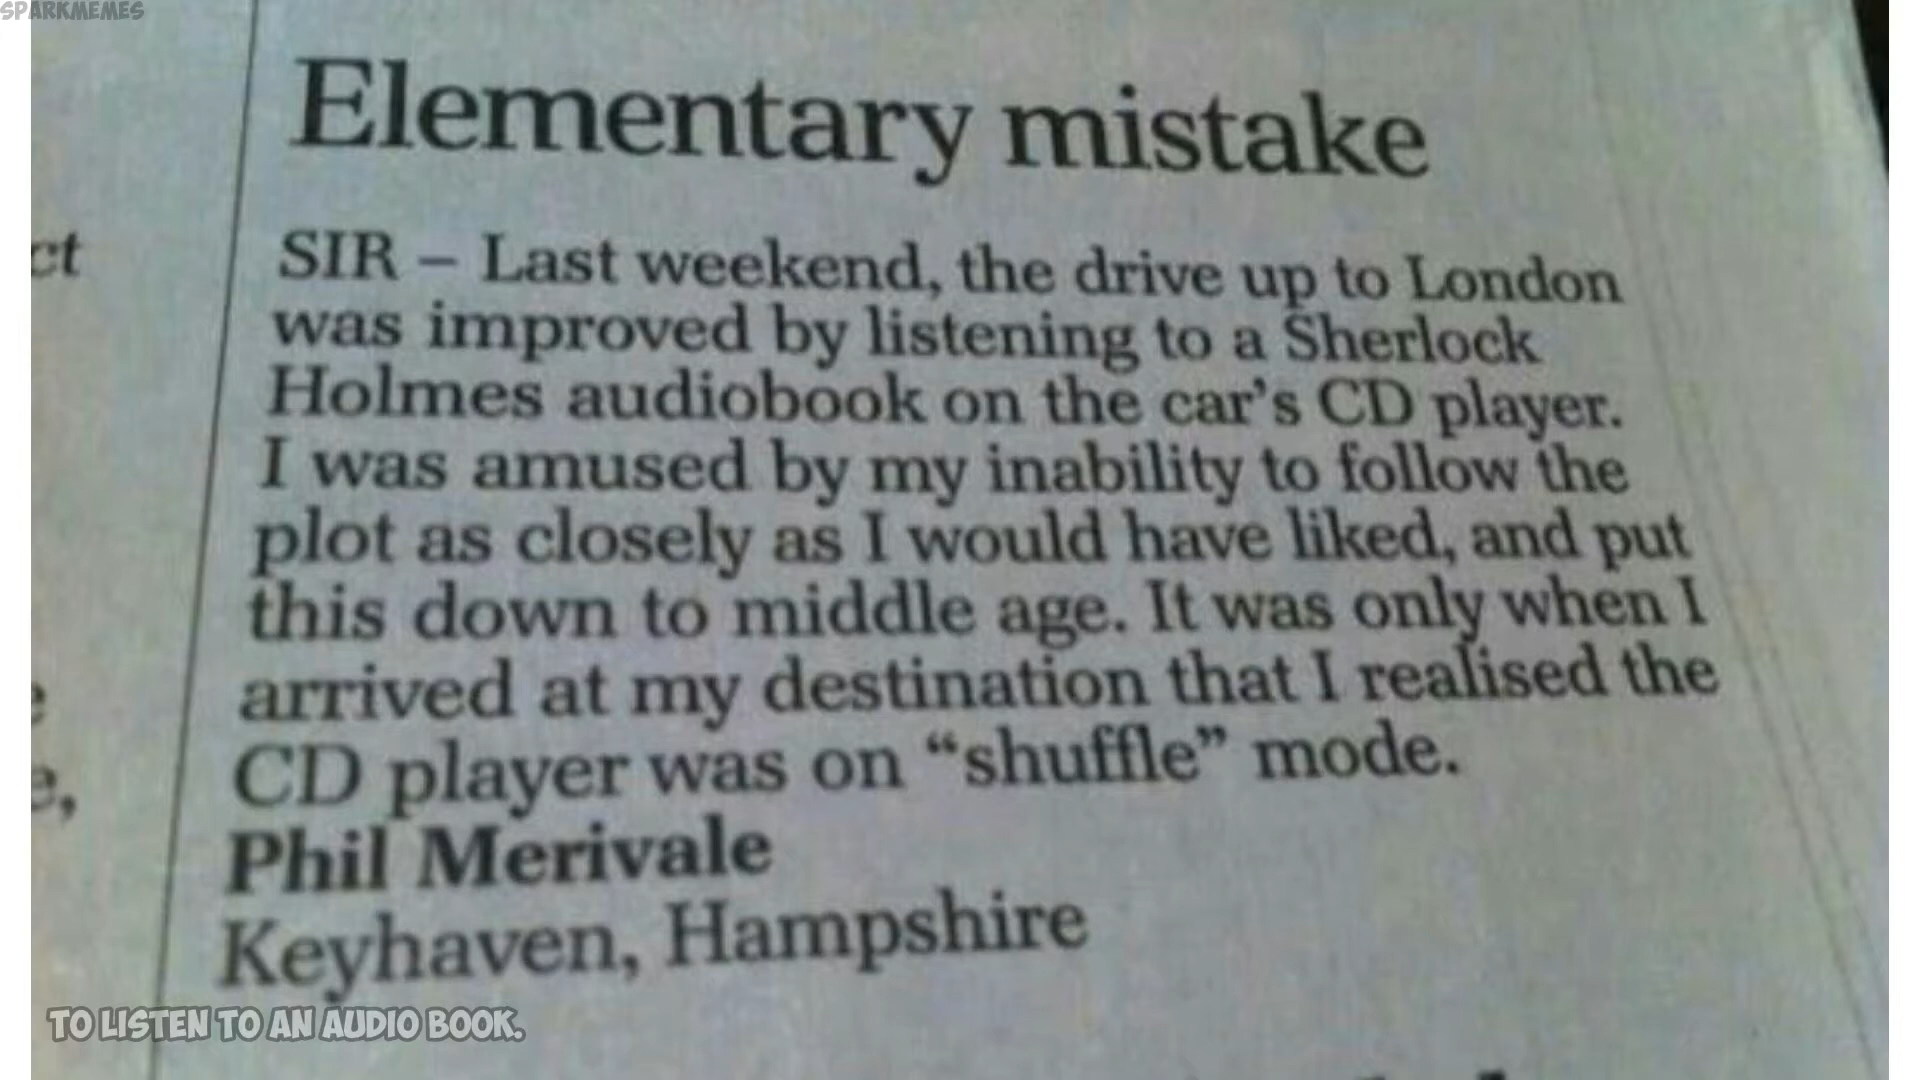 SPARKMEMES
Elementary mistake
SIR – Last weekend, the drive up to London
was improved by listening to a Sherlock
Holmes audiobook on the car's CD player.
I was amused by my inability to follow the
plot as closely as I would have liked, and put
this down to middle age. It was only when I
arrived at my destination that I realised the
CD player was on “shuffle” mode.
Phil Merivale
Keyhaven, Hampshire
ct
e
e,
TO LISTEN TO AN AUDIO BOOK.